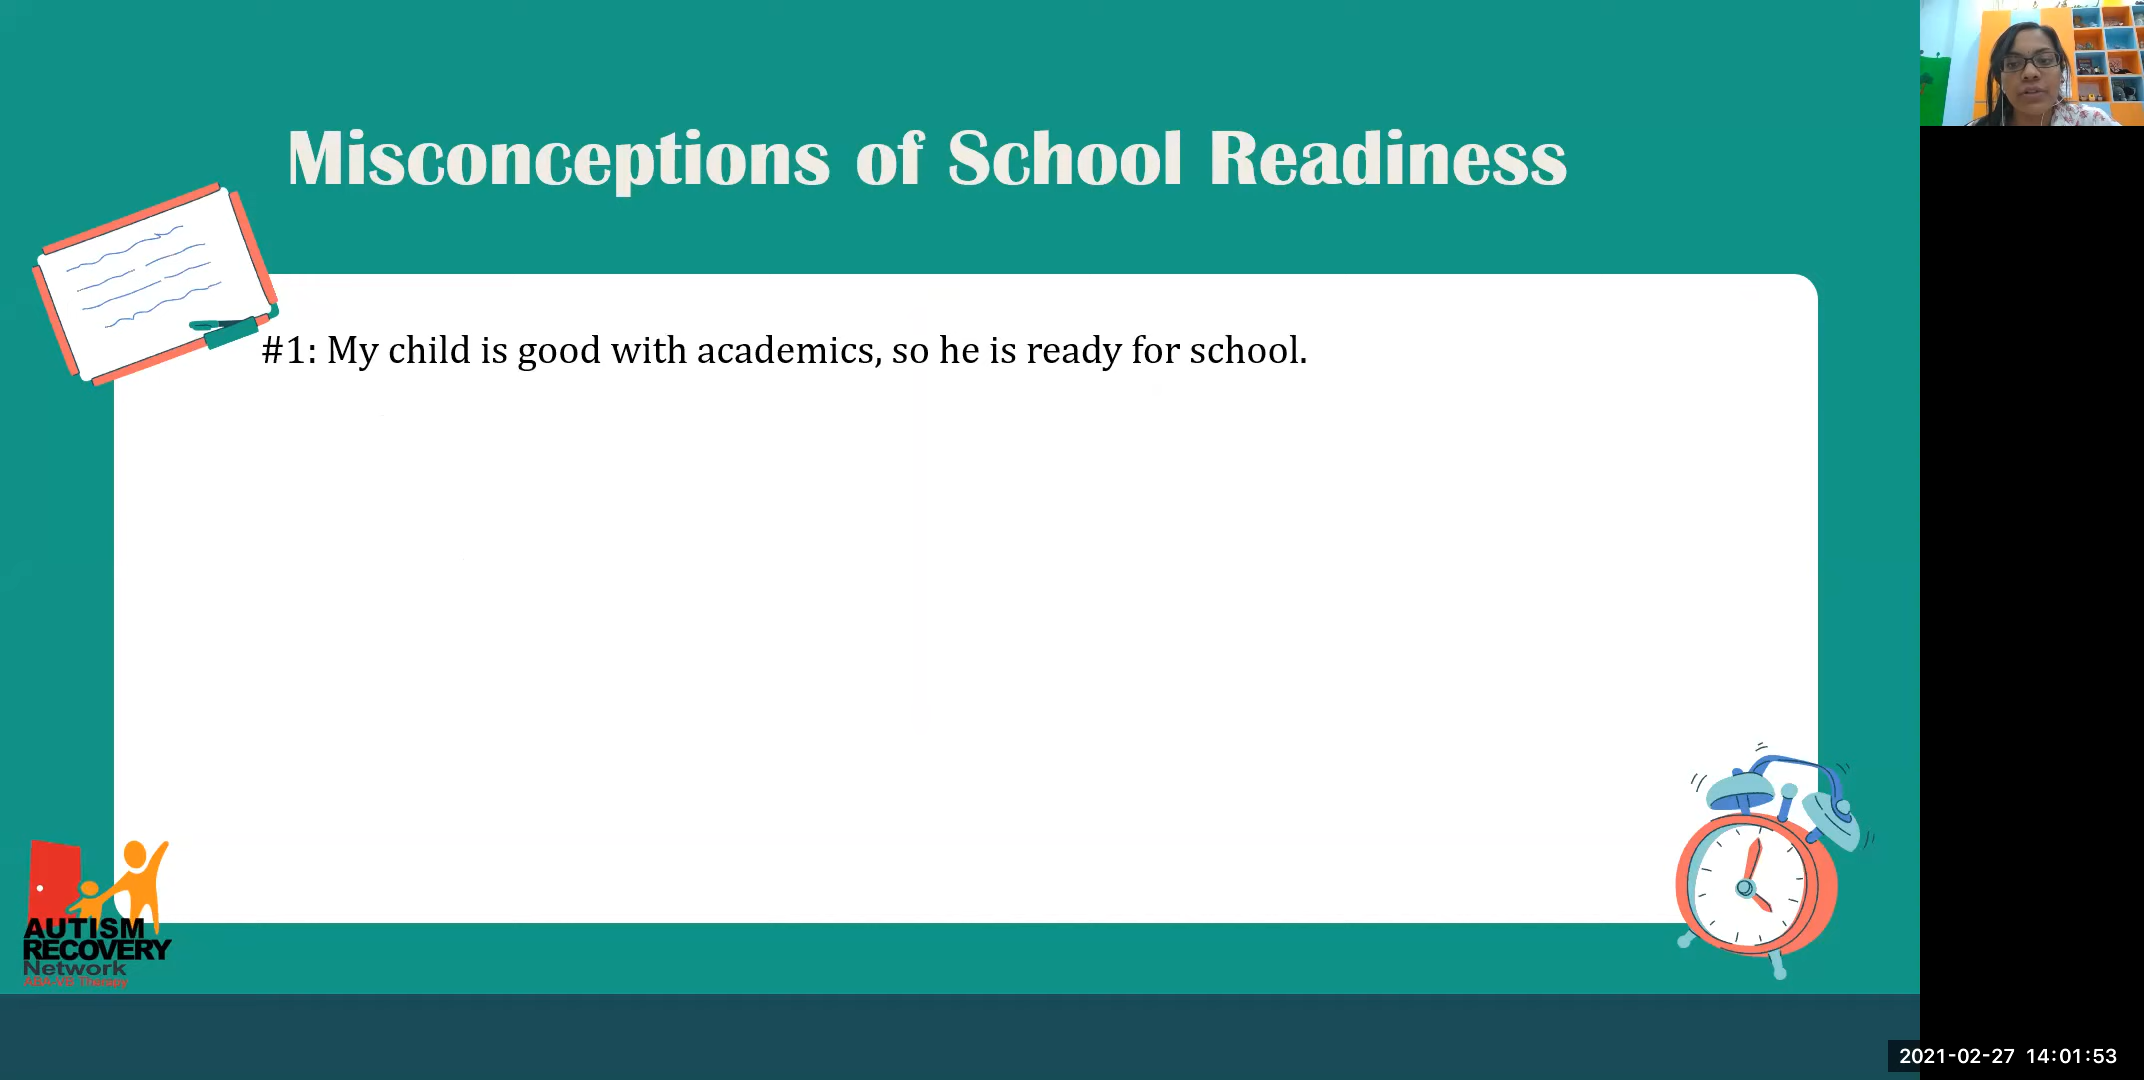 Misconceptions of School Readiness
#1: My child is good with academics, so he is ready for school.
AUTISM
RECOVERY
Network
ABA-VB Therapy
2021-02-27 14:01:53